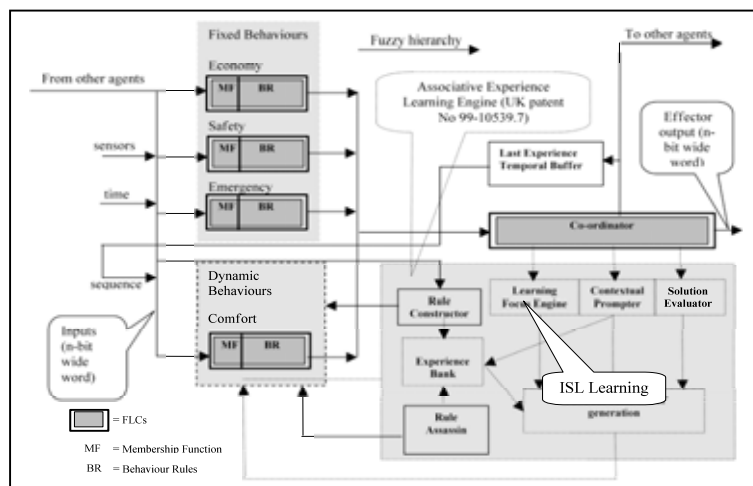 Fixed Behaviours
Fuzzy hierarchy
To other agents
Economy
From other agents
MF BR
Associative Experience
Learning Engine (UK patent
No 99-10539.7)
Effector
output (n-
bit wide
word)
Safety
sensors
MF BR
Last Experience
Temporal Buffer
Emergency
time
MF BR
Co-ordinator
sequence
Dynamic
Behaviours
Learning
Focus Engine
Contextual
Prompter
Solution
Evaluator
Rule
Constructor
Comfort
Inputs
(n-bit
wide
word)
MF BR
Experience
Bank
ISL Learning
generation
Rule
Assassin
= FLCs
MF = Membership Function
BR = Behaviour Rules